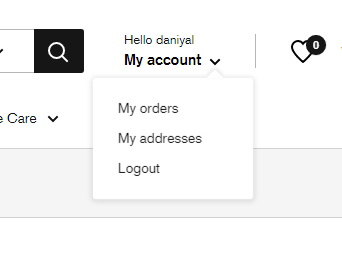 Hello daniyal
My account
0
e Care
My orders
My addresses
Logout